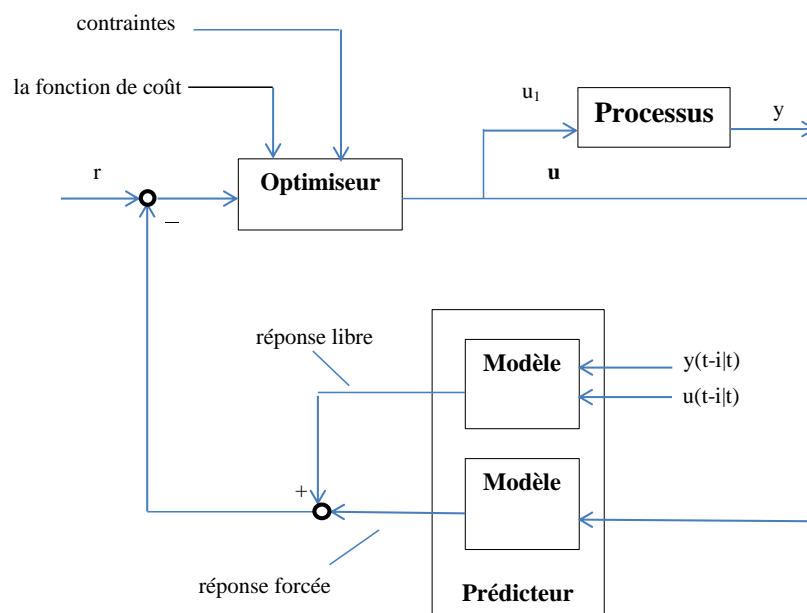 contraintes
la fonction de coût
u₁
Processus
y
r
Optimiseur
u
−
réponse libre
Modèle
y(t-i|t)
u(t-i|t)
+
Modèle
réponse forcée
Prédicteur